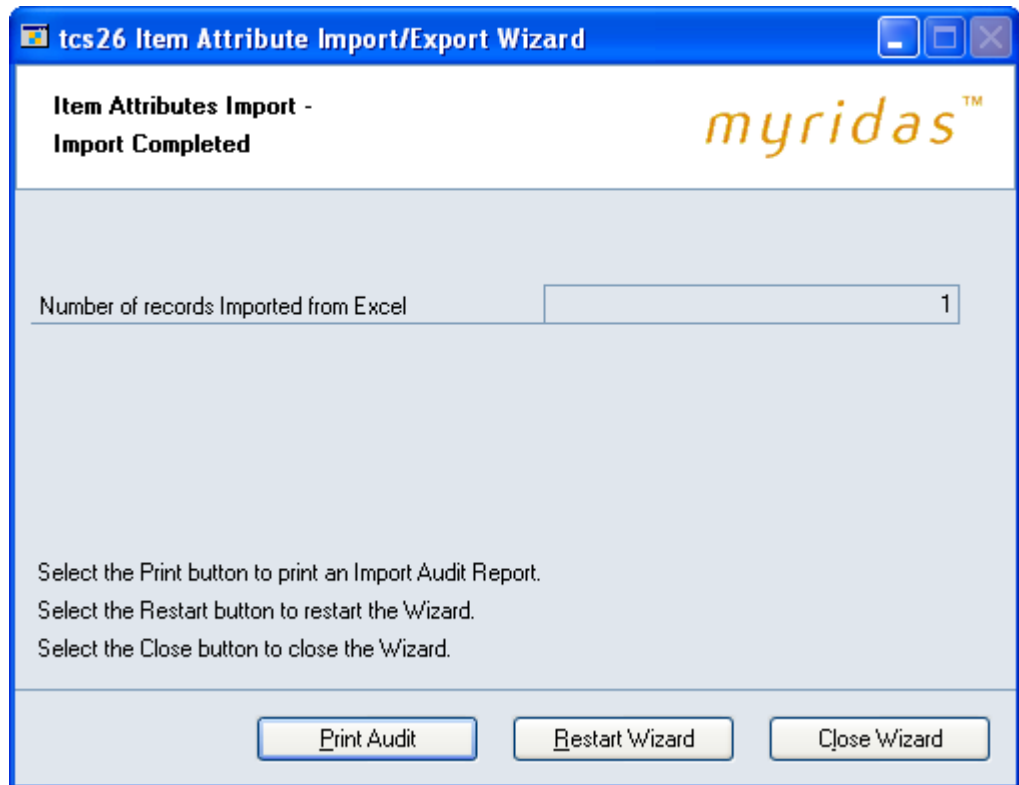 tcs26 Item Attribute Import/Export Wizard
Item Attributes Import -
Import Completed
myridas™
Number of records Imported from Excel 1
Select the Print button to print an Import Audit Report.
Select the Restart button to restart the Wizard.
Select the Close button to close the Wizard.
Print Audit Restart Wizard Close Wizard